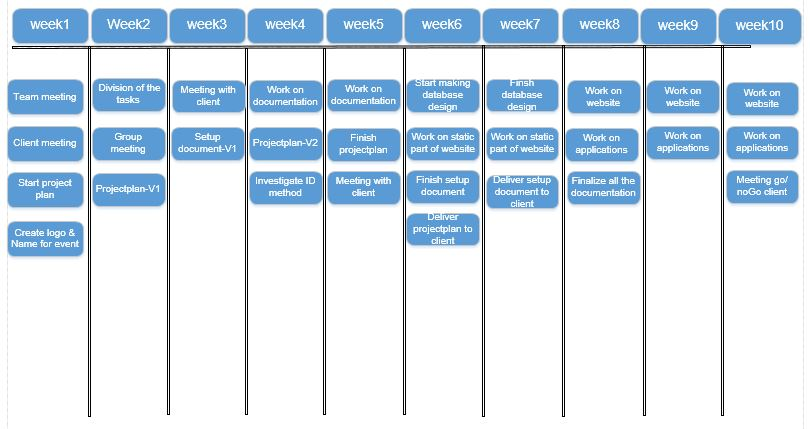 week1
Week2
week3
week4
week5
week6
week7
week8
week9
week10
Team meeting
Division of the
tasks
Meeting with
client
Work on
documentation
Work on
documentation
Start making
database
design
Finsh
database
design
Work on
website
Work on
website
Work on
website
Client meeting
Group
meeting
Setup
document-V1
Projectplan-V2
Finish
projectplan
Work on static
part of website
Work on static
part of website
Work on
applications
Work on
applications
Work on
applications
Start project
plan
Projectplan-V1
Investigate ID
method
Meeting with
client
Finish setup
document
Deliver setup
document to
client
Finalize all the
documentation
Meeting go/
noGo client
Create logo &
Name for event
Deliver
projectplan to
client